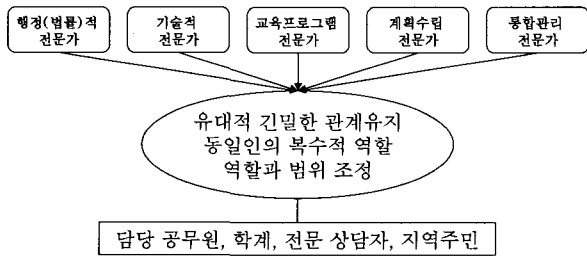 행정(법률)적
전문가
기술적
전문가
교육프로그램
전문가
계획수립
전문가
통합관리
전문가
유대적 긴밀한 관계유지
동일인의 복수적 역할
역할과 범위 조정
담당 공무원, 학계, 전문 상담자, 지역주민